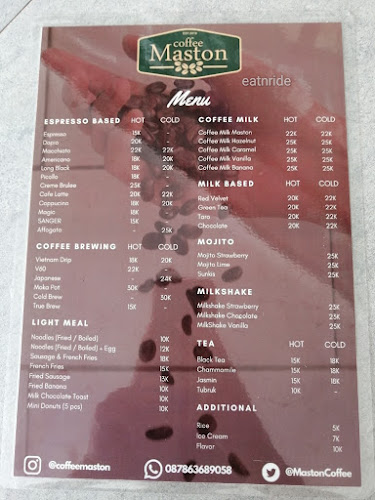 EST 2019
coffee
Maston
eatnride
Menu
ESPRESSO BASED HOT COLD
Espresso 15K -
Dopio 20K
Macchiato 22K 22K
Americano 18K 20K
Long Black 18K 20K
Picollo 18K
Creme Brulee 23K -
Cafe Latte 20K 22K
Cappucino 18K 20K
Magic 18K
SANGER 15K
Affogato - 25K
COFFEE BREWING HOT COLD
Vietnam Drip 18K 20K
V60 22K -
Japanese - 24K
Moka Pot 30K -
Cold Brew - 30K
True Brew 15K -
LIGHT MEAL
Noodles (Fried / Boiled) 10K
Noodles (Fried / Boiled) + Egg 12K
Sausage & French Fries 18K
French Fries 15K
Fried Sausage 13K
Fried Banana 10K
Milk Chocolate Toast 10K
Mini Donuts (5 pcs) 10K
COFFEE MILK HOT COLD
Coffee Milk Maston 22K 22K
Coffee Milk Hazelnut 25K 25K
Coffee Milk Caramel 25K 25K
Coffee Milk Vanilla 25K 25K
Coffee Milk Banana 25K 25K
MILK BASED HOT COLD
Red Velvet 20K 22K
Green Tea 20K 22K
Taro 20K 22K
Chocolate 20K 22K
MOJITO
Mojito Strawberry 25K
Mojito Lime 25K
Sunkis 25K
MILKSHAKE
Milkshake Strawberry 25K
Milkshake Chapolate 25K
MilkShake Vanilla 25K
TEA HOT COLD
Black Tea 15K 18K
Chammomile 15K 18K
Jasmin 15K 18K
Tubruk 10K -
ADDITIONAL
Rice 5K
Ice Cream 7K
Flavor 10K
@coffeemaston 087863689058 @MastonCoffee